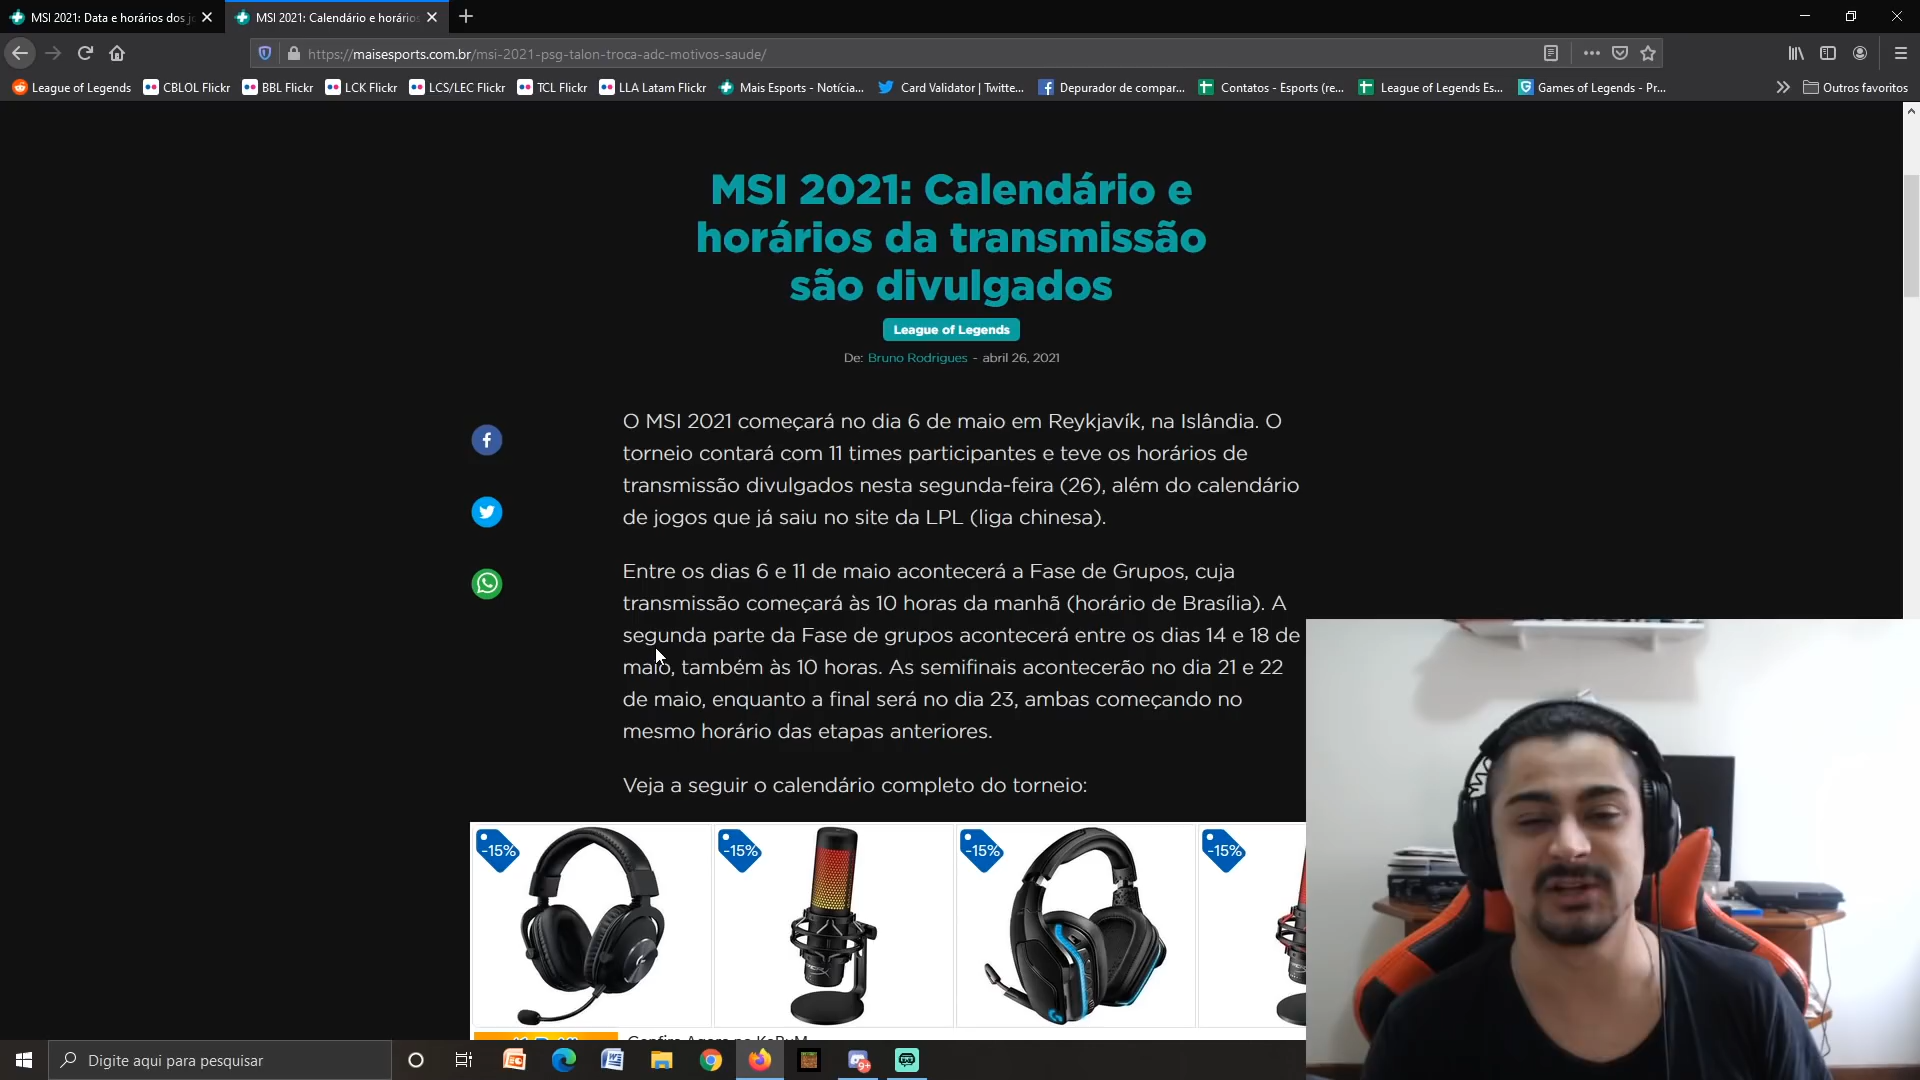 MSI 2021: Data e horários dos j
MSI 2021: Calendário e horários
https://maisesports.com.br/msi-2021-psg-talon-troca-adc-motivos-saude/
League of Legends
CBLOL Flickr
BBL Flickr
LCK Flickr
LCS/LEC Flickr
TCL Flickr
LLA Latam Flickr
Mais Esports - Notícia...
Card Validator | Twitte...
Depurador de compar...
Contatos - Esports (re...
League of Legends Es...
Games of Legends - Pr...
Outros favoritos
MSI 2021: Calendário e
horários da transmissão
são divulgados
League of Legends
De: Bruno Rodrigues - abril 26, 2021
O MSI 2021 começará no dia 6 de maio em Reykjavík, na Islândia. O
torneio contará com 11 times participantes e teve os horários de
transmissão divulgados nesta segunda-feira (26), além do calendário
de jogos que já saiu no site da LPL (liga chinesa).
Entre os dias 6 e 11 de maio acontecerá a Fase de Grupos, cuja
transmissão começará às 10 horas da manhã (horário de Brasília). A
segunda parte da Fase de grupos acontecerá entre os dias 14 e 18 de
maio, também às 10 horas. As semifinais acontecerão no dia 21 e 22
de maio, enquanto a final será no dia 23, ambas começando no
mesmo horário das etapas anteriores.
Veja a seguir o calendário completo do torneio:
-15%
-15%
-15%
-15%
Digite aqui para pesquisar
9+